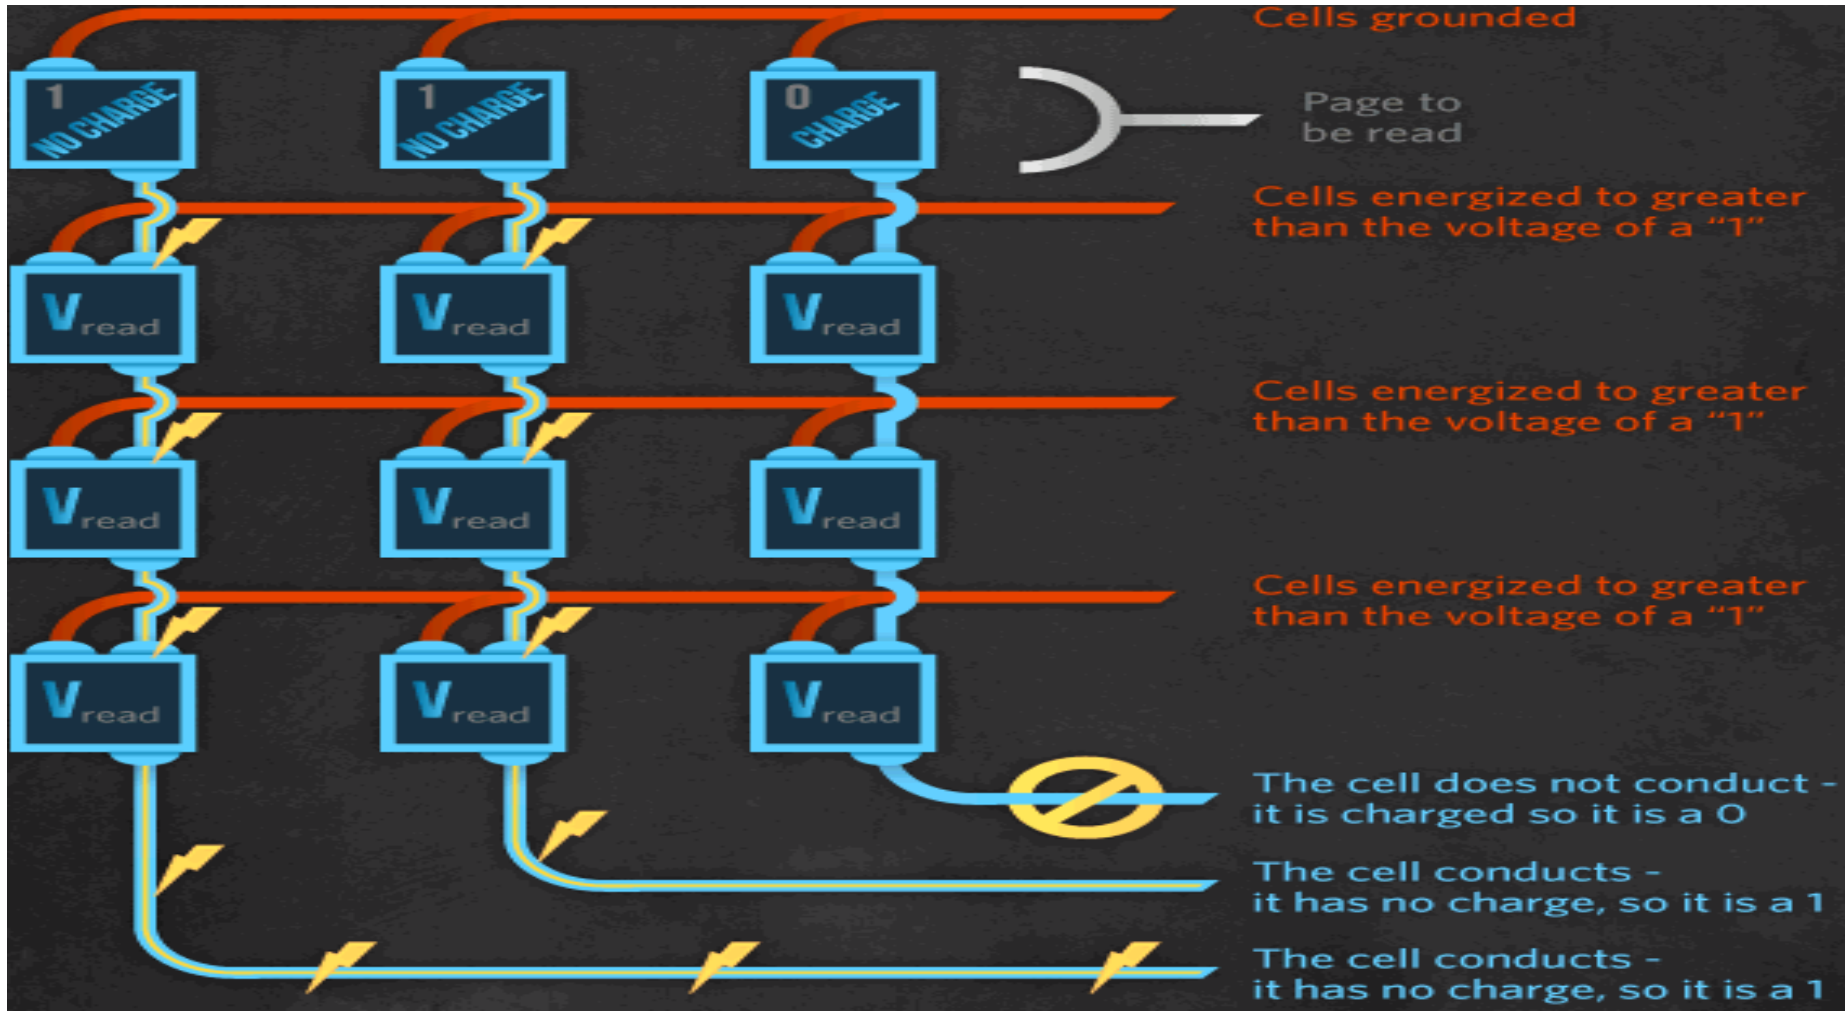 Cells grounded
1
NO CHARGE
1
NO CHARGE
0
CHARGE
Page to
be read
Cells energized to greater
than the voltage of a “1”
Vread
Vread
Vread
Cells energized to greater
than the voltage of a “1”
Vread
Vread
Vread
Cells energized to greater
than the voltage of a “1”
Vread
Vread
Vread
The cell does not conduct -
it is charged so it is a 0
The cell conducts -
it has no charge, so it is a 1
The cell conducts -
it has no charge, so it is a 1